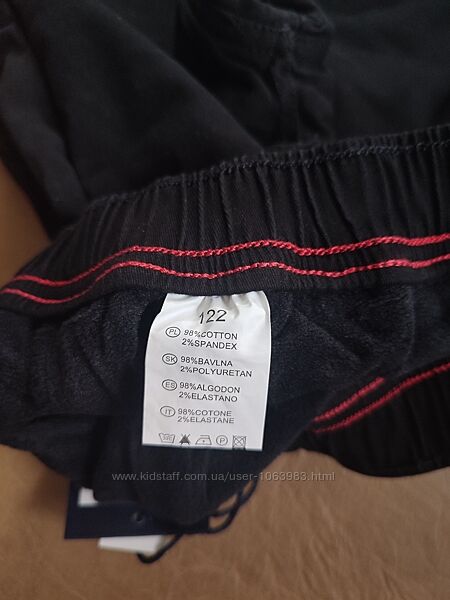 122
PL 98%COTTON
2%SPANDEX
SK 98%BAVLNA
2%POLYURETAN
ES 98%ALGODON
2%ELASTANO
IT 98%COTONE
2%ELASTANE
www.kidstaff.com.ua/user-1063983.html